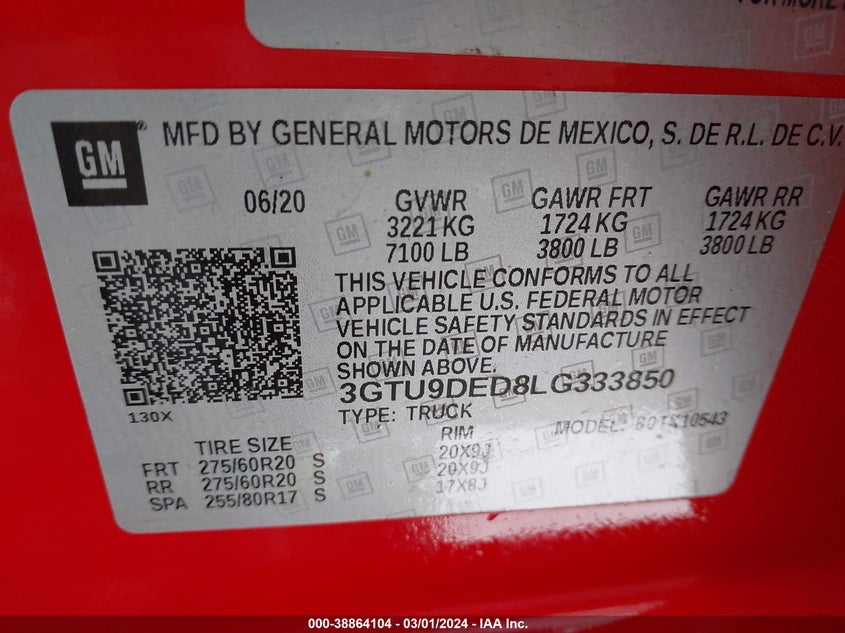 GM
MFD BY GENERAL MOTORS DE MEXICO, S. DE R.L. DE C.V.
06/20 GVWR GAWR FRT GAWR RR
3221 KG 1724 KG 1724 KG
7100 LB 3800 LB 3800 LB
THIS VEHICLE CONFORMS TO ALL
APPLICABLE U.S. FEDERAL MOTOR
VEHICLE SAFETY STANDARDS IN EFFECT
ON THE DATE OF MANUFACTURE
SHOWN ABOVE.
3GTU9DED8LG333850
130X
TYPE: TRUCK MODEL:
TIRE SIZE RIM
FRT 275/60R20 S 20X9J
RR 275/60R20 S 20X9J
SPA 255/80R17 S 17X8J
000-38864104 - 03/01/2024 - IAA Inc.